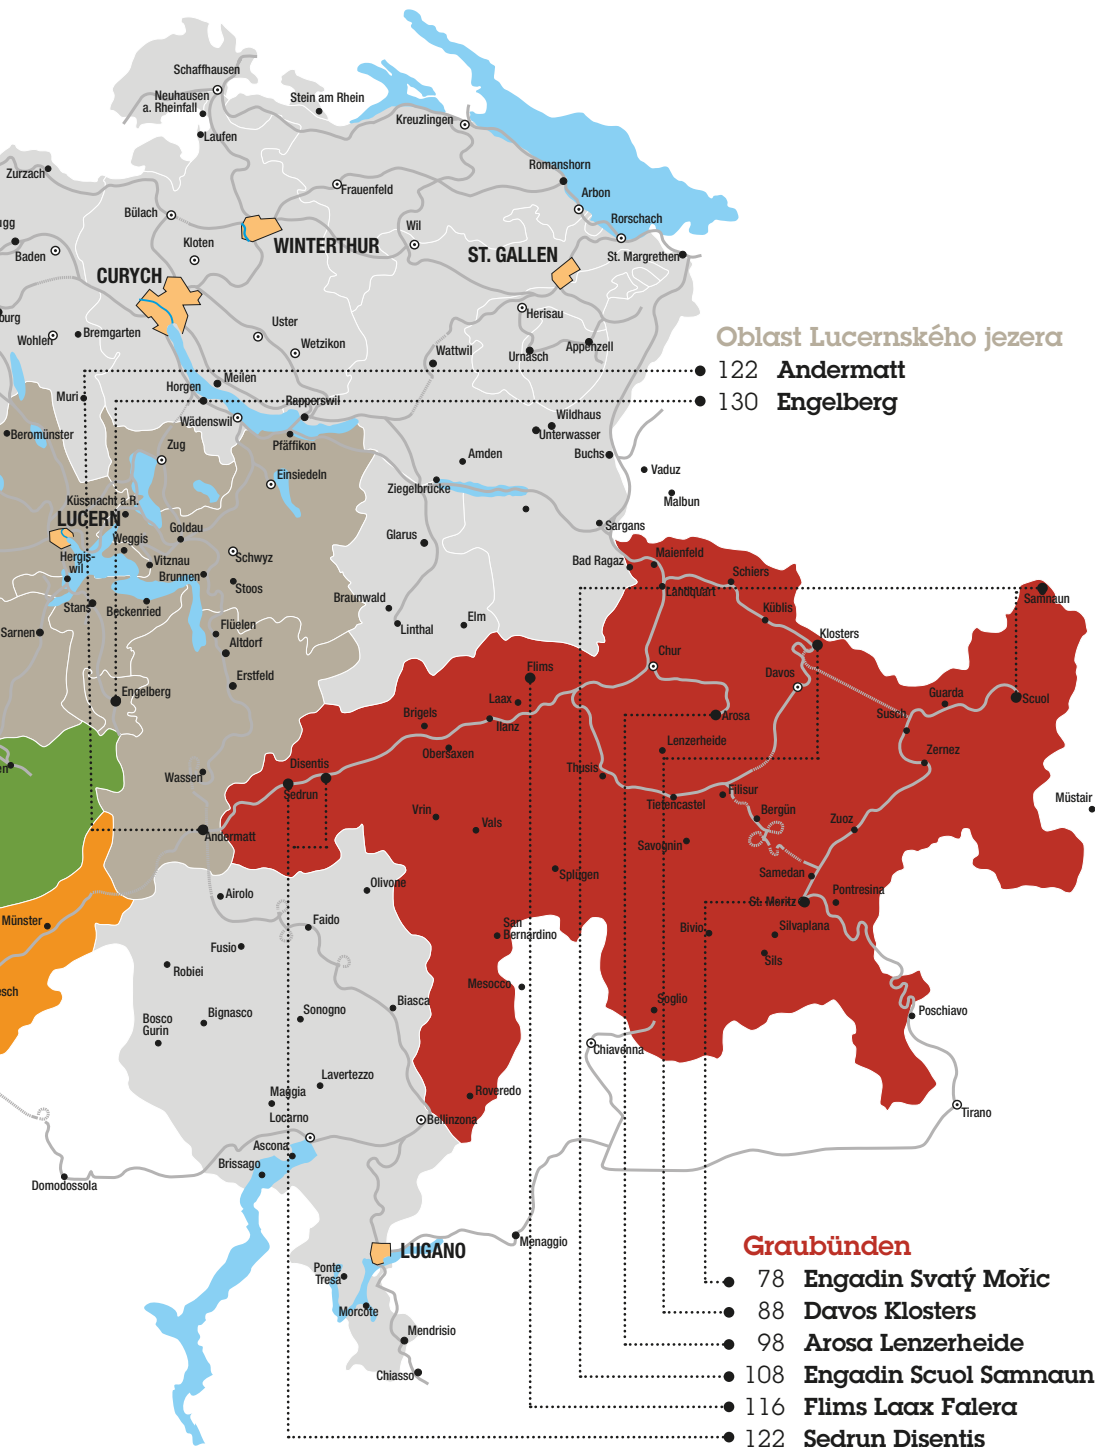 Schaffhausen
Neuhausen
a. Rheinfall
Stein am Rhein
Laufen
Kreuzlingen
Zurzach
Romanshorn
Frauenfeld
Arbon
Bülach
Wil
Rorschach
Kloten
WINTERTHUR
ST. GALLEN
St. Margrethen
Baden
CURYCH
Herisau
Uster
Wohlen
Bremgarten
Wetzikon
Wattwil
Urnasch
Appenzell
Oblast Lucernského jezera
122 Andermatt
130 Engelberg
Meilen
Horgen
Muri
Rapperswil
Wädenswil
Wildhaus
Unterwasser
Beromünster
Zug
Pfäffikon
Amden
Buchs
Vaduz
Einsiedeln
Ziegelbrücke
Malbun
Küssnacht a.R.
LUCERN
Goldau
Sargans
Weggis
Glarus
Hergis-
wil
Vitznau
Schwyz
Bad Ragaz
Maienfeld
Brunnen
Stoos
Schiers
Landquart
Braunwald
Samnaun
Stans
Beckenried
Küblis
Sarnen
Flüelen
Linthal
Elm
Klosters
Altdorf
Chur
Flims
Erstfeld
Davos
Engelberg
Laax
Guarda
Scuol
Brigels
Ilanz
Arosa
Susch
Obersaxen
Lenzerheide
Zernez
Disentis
Thusis
Wassen
Sedrun
Tiefencastel
Filisur
Müstair
Vrin
Bergün
Vals
Zuoz
Andermatt
Savognin
Splügen
Samedan
Olivone
Airolo
Pontresina
St. Moritz
Münster
Faido
San
Bernardino
Bivio
Silvaplana
Fusio
Sils
Robiei
Mesocco
Soglio
Biasca
Bignasco
Sonogno
Poschiavo
Bosco
Gurin
Chiavenna
Lavertezzo
Maggia
Roveredo
Locarno
Bellinzona
Tirano
Ascona
Brissago
Domodossola
LUGANO
Menaggio
Ponte
Tresa
Morcote
Mendrisio
Chiasso
Graubünden
78 Engadin Svatý Mořic
88 Davos Klosters
98 Arosa Lenzerheide
108 Engadin Scuol Samnaun
116 Flims Laax Falera
122 Sedrun Disentis